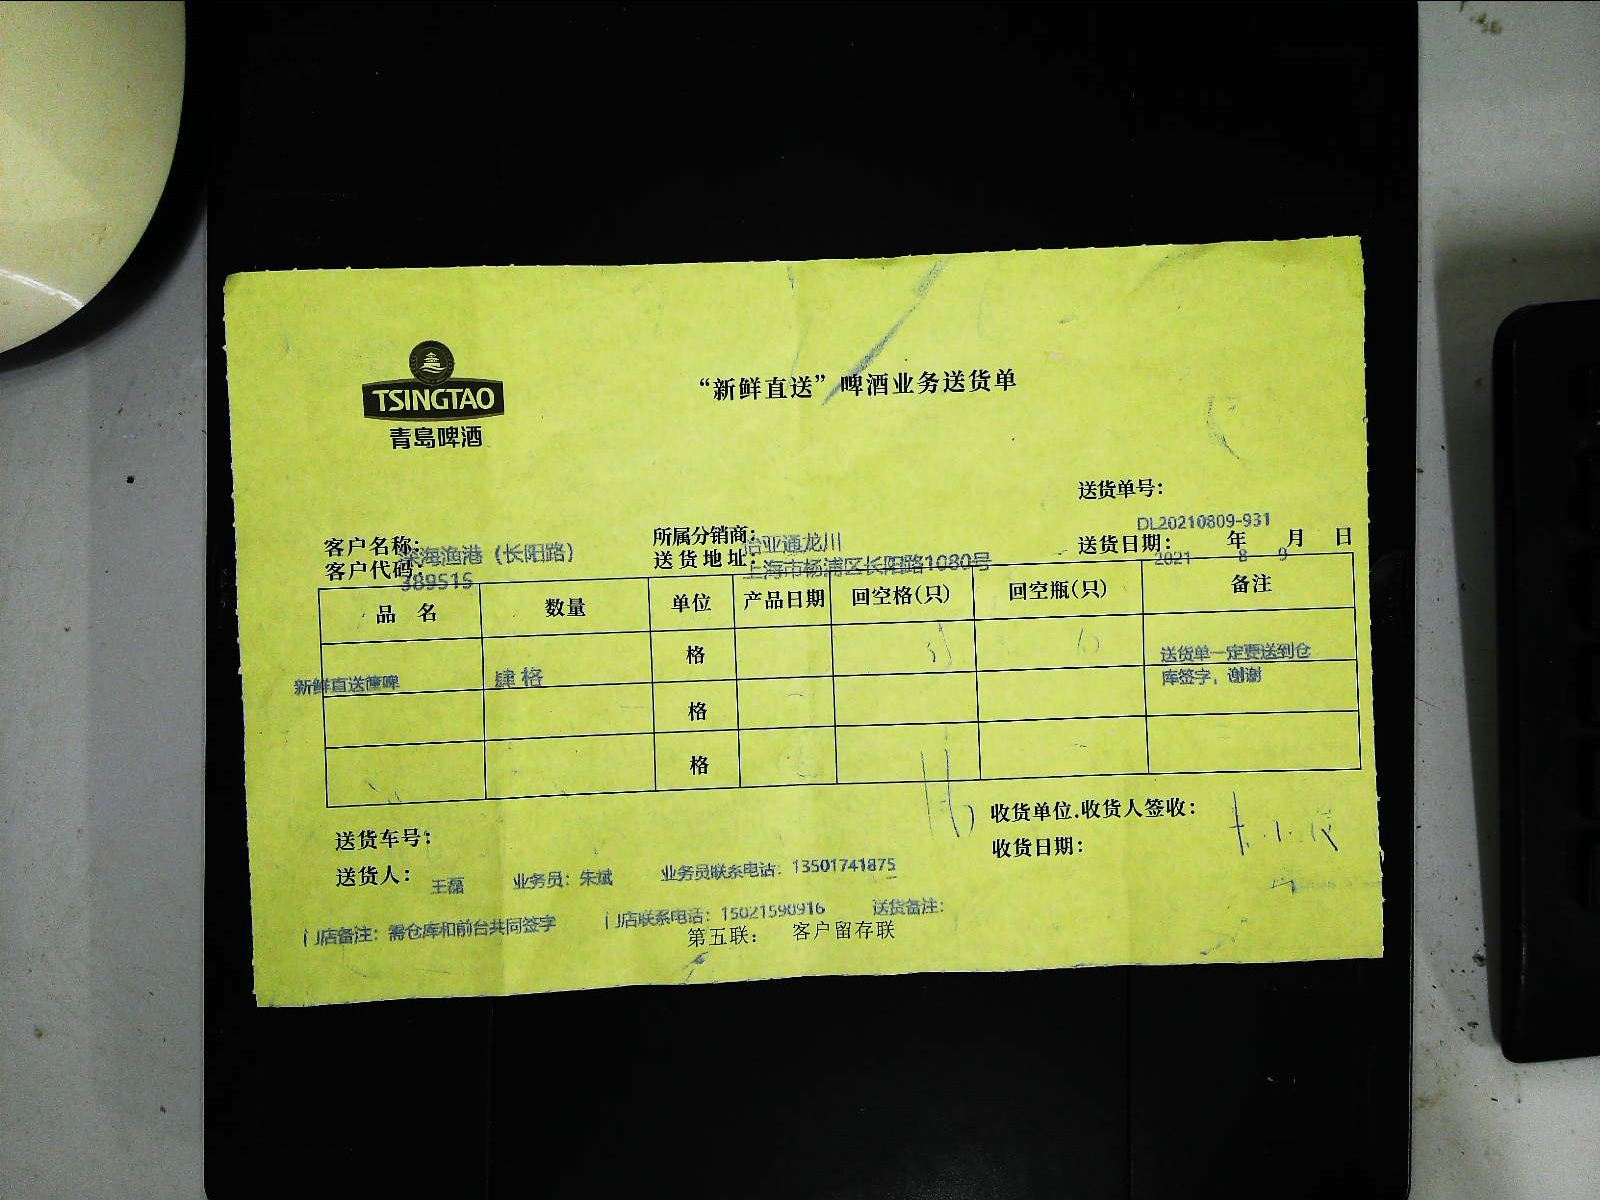 TSINGTAO
青岛啤酒
“新鲜直送”啤酒业务送货单
送货单号：
DL20210809-931
客户名称：深海渔港（长阳路） 所属分销商：怡亚通龙川 送货日期： 年 月 日
2021 8 9
客户代码：389515 送货地址：上海市杨浦区长阳路1080号
品名 数量 单位 产品日期 回空格(只) 回空瓶(只) 备注
新鲜直送 肆格 格 送货单一定要送到仓
库签字，谢谢
格
格
送货车号： 收货单位.收货人签收：
收货日期：
送货人：王磊 业务员：朱斌 业务员联系电话：13501741875
门店备注：需仓库和前台共同签字 门店联系电话：15021590916 送货备注：
第五联： 客户留存联